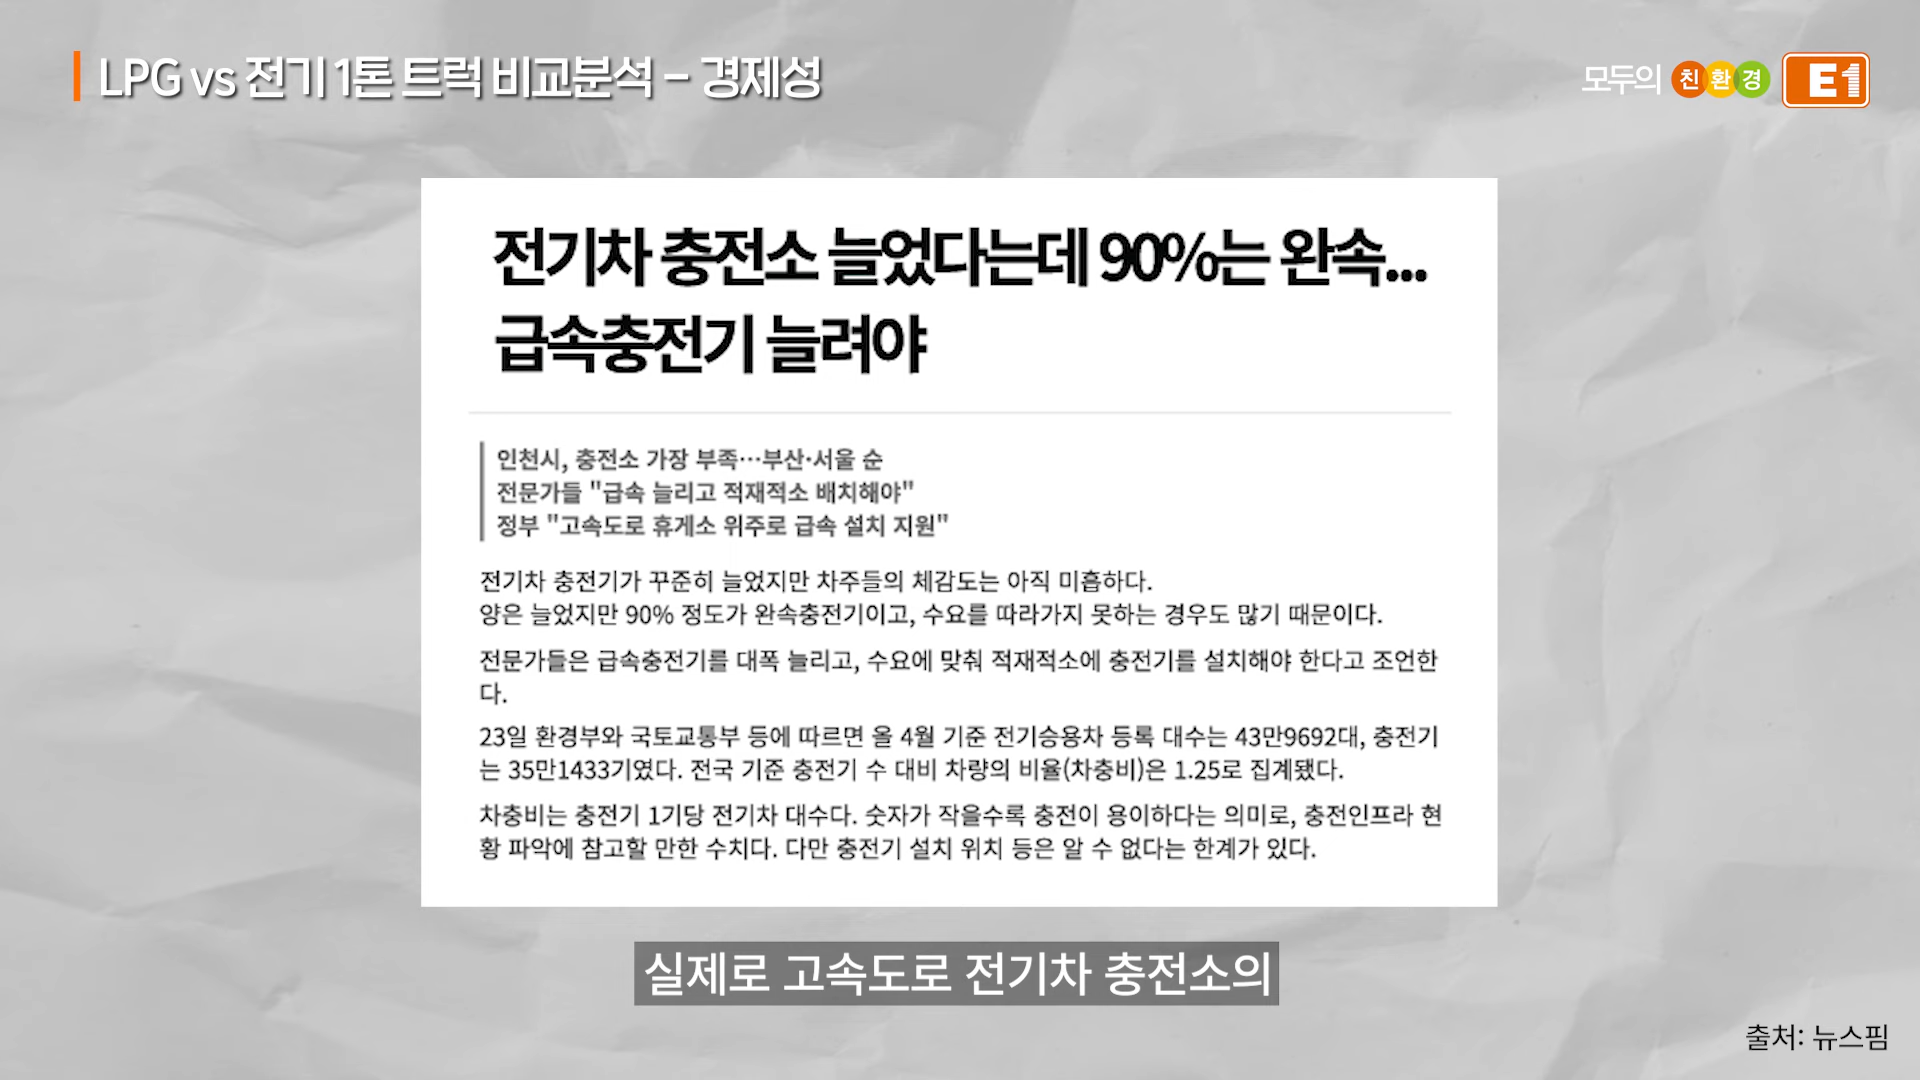 LPG vs 전기 1톤 트럭 비교분석 - 경제성
모두의 친환경 E1
전기차 충전소 늘었다는데 90%는 완속...
급속충전기 늘려야
인천시, 충전소 가장 부족…부산·서울 순
전문가들 "급속 늘리고 적재적소 배치해야"
정부 "고속도로 휴게소 위주로 급속 설치 지원"
전기차 충전기가 꾸준히 늘었지만 차주들의 체감도는 아직 미흡하다.
양은 늘었지만 90% 정도가 완속충전기이고, 수요를 따라가지 못하는 경우도 많기 때문이다.
전문가들은 급속충전기를 대폭 늘리고, 수요에 맞춰 적재적소에 충전기를 설치해야 한다고 조언한
다.
23일 환경부와 국토교통부 등에 따르면 올 4월 기준 전기승용차 등록 대수는 43만9692대, 충전기
는 35만1433기였다. 전국 기준 충전기 수 대비 차량의 비율(차충비)은 1.25로 집계됐다.
차충비는 충전기 1기당 전기차 대수다. 숫자가 작을수록 충전이 용이하다는 의미로, 충전인프라 현
황 파악에 참고할 만한 수치다. 다만 충전기 설치 위치 등은 알 수 없다는 한계가 있다.
실제로 고속도로 전기차 충전소의
출처: 뉴스핌